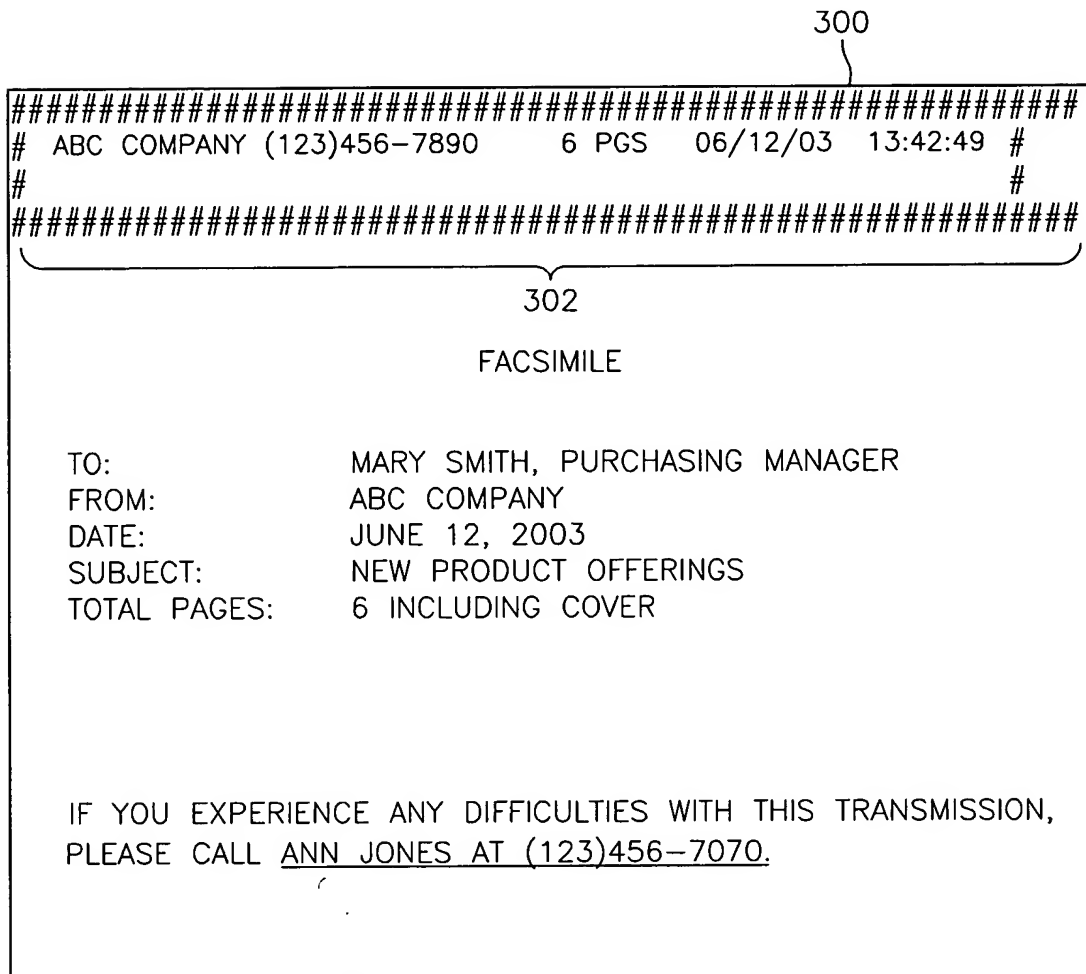 300
#############################################################
# ABC COMPANY (123)456-7890 6 PGS 06/12/03 13:42:49 #
# #
#############################################################
302
FACSIMILE
TO: MARY SMITH, PURCHASING MANAGER
FROM: ABC COMPANY
DATE: JUNE 12, 2003
SUBJECT: NEW PRODUCT OFFERINGS
TOTAL PAGES: 6 INCLUDING COVER
IF YOU EXPERIENCE ANY DIFFICULTIES WITH THIS TRANSMISSION,
PLEASE CALL ANN JONES AT (123)456-7070.